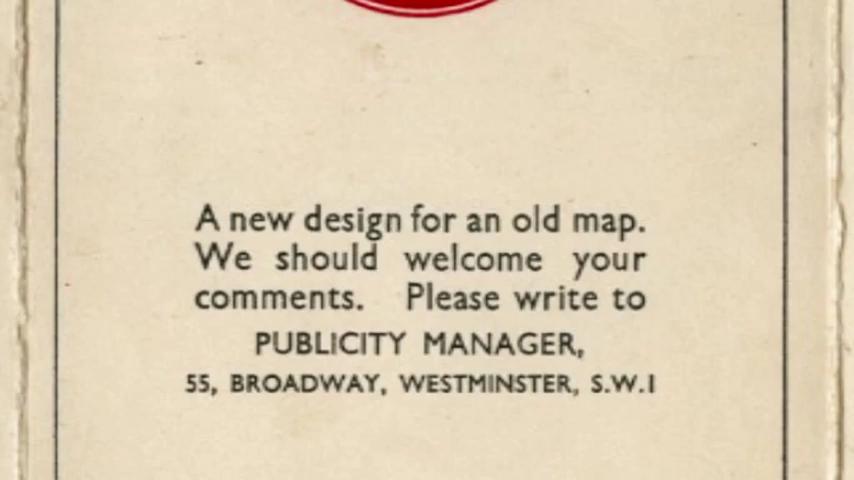 A new design for an old map.
We should welcome your
comments. Please write to
PUBLICITY MANAGER,
55, BROADWAY, WESTMINSTER, S.W.1